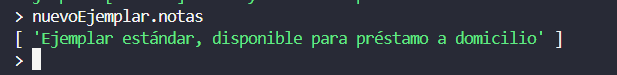 > nuevoEjemplar.notas
[ 'Ejemplar estándar, disponible para préstamo a domicilio' ]
>